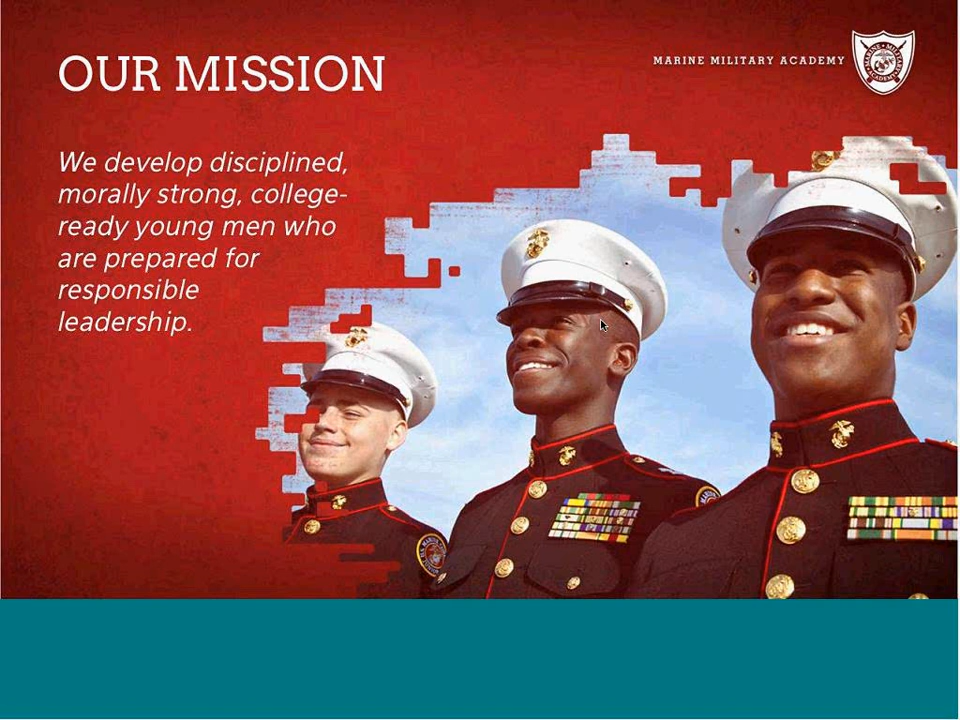 OUR MISSION
MARINE MILITARY ACADEMY
We develop disciplined,
morally strong, college-
ready young men who
are prepared for
responsible
leadership.